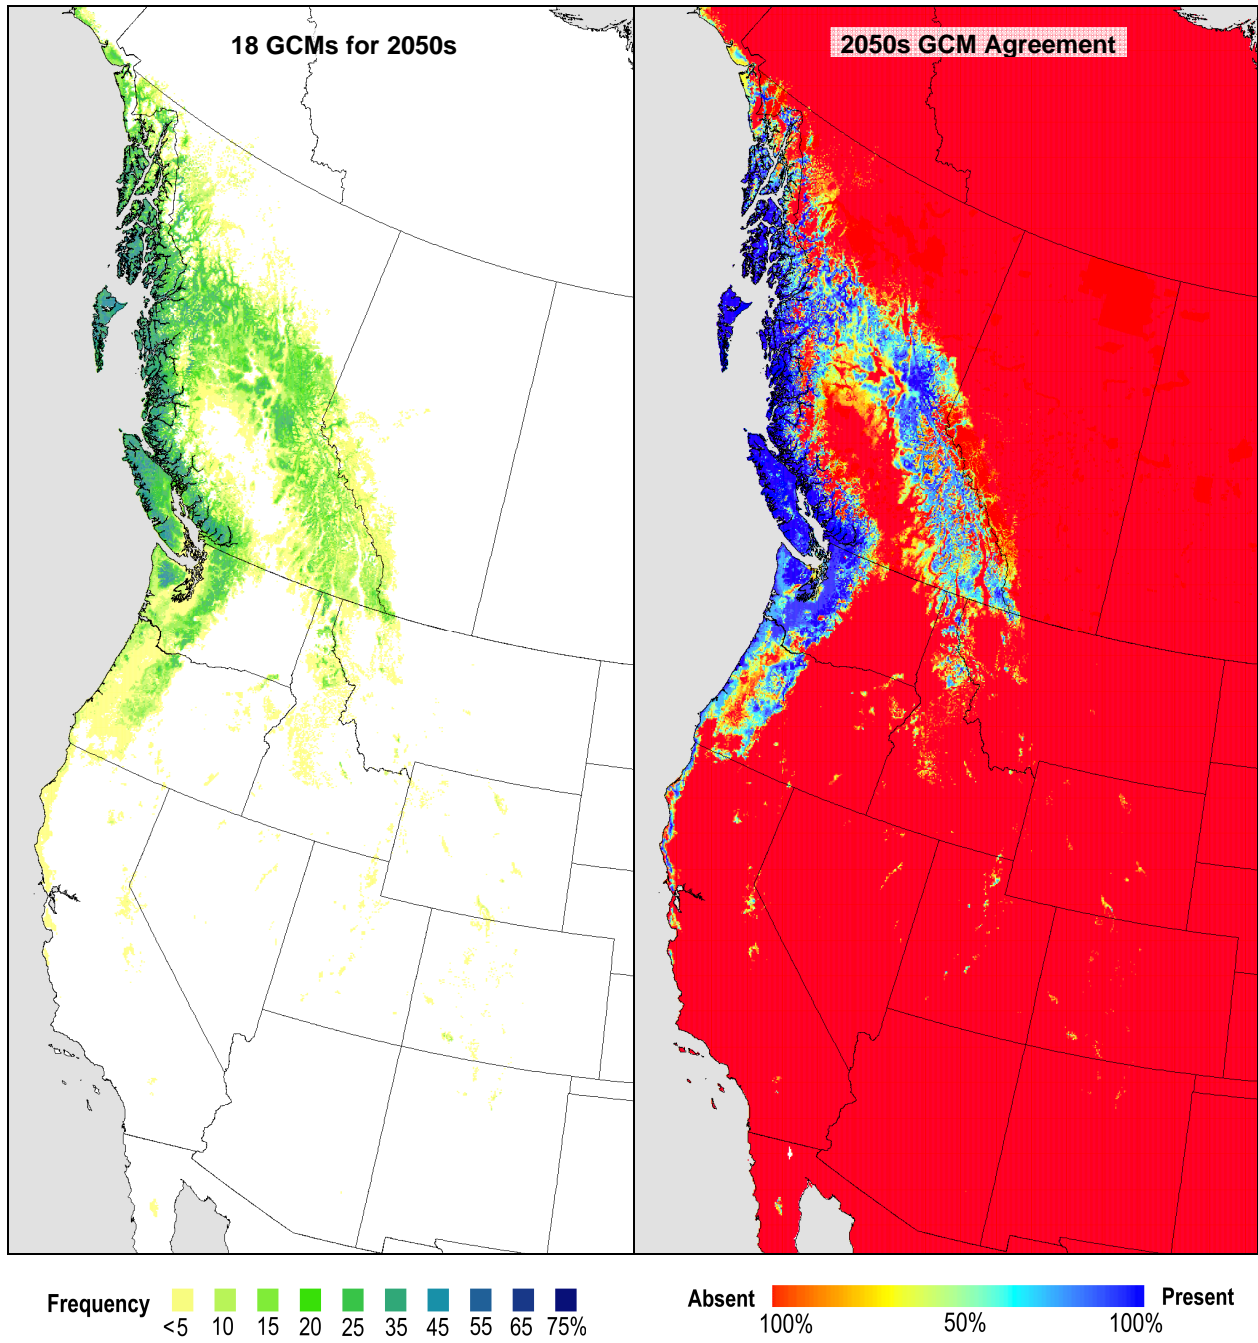 18 GCMs for 2050s
2050s GCM Agreement
Frequency
<5 10 15 20 25 35 45 55 65 75%
Absent Present
100% 50% 100%